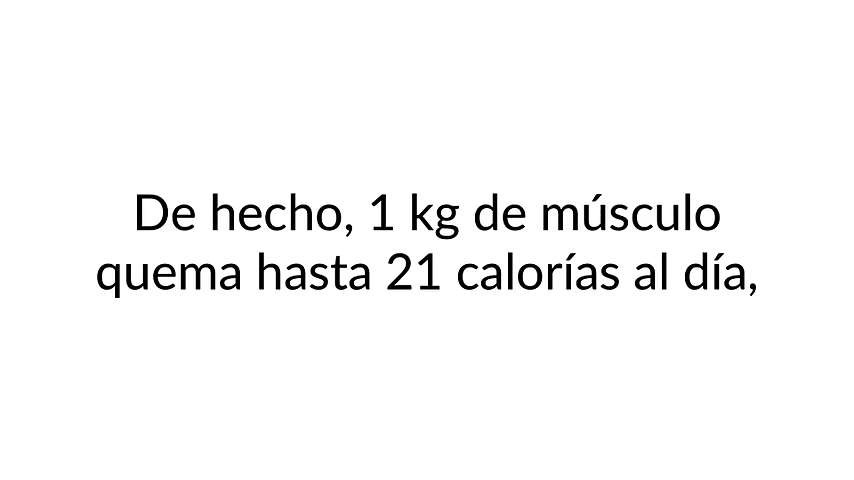 De hecho, 1 kg de músculo
quema hasta 21 calorías al día,